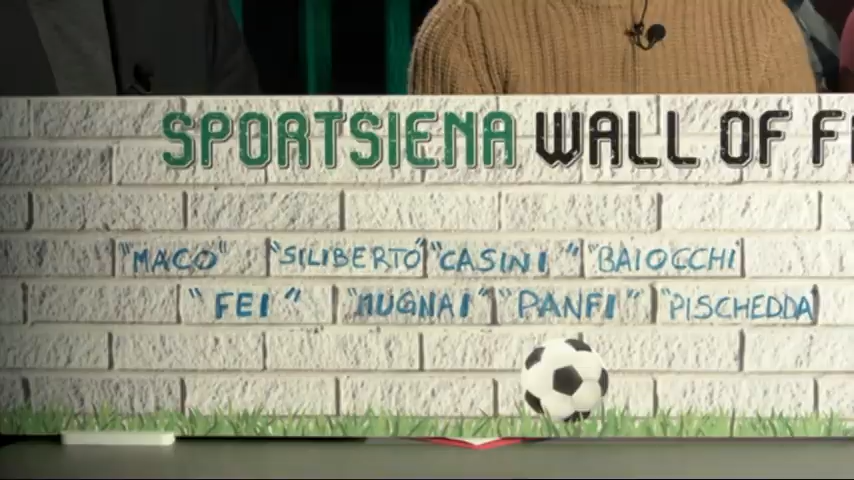 SPORTSIENA WALL OF F
"MACO" "SILIBERTO" "CASINI" "BAIOCCHI
"FEI" "MUGNAI" "PANFI" "PISCHEDDA